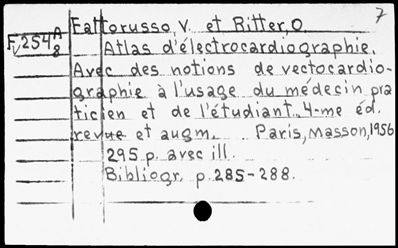 7
Fattorusso, V. et Ritter, O.
F, 254 A/8
Atlas d'électrocardiographie.
Avec des notions de vectocardio-
graphie à l'usage du médecin pra
ticien et de l'étudiant. 4-me éd.
revue et augm. Paris, Masson, 1956
295 p. avec ill.
Bibliogr. p. 285-288.